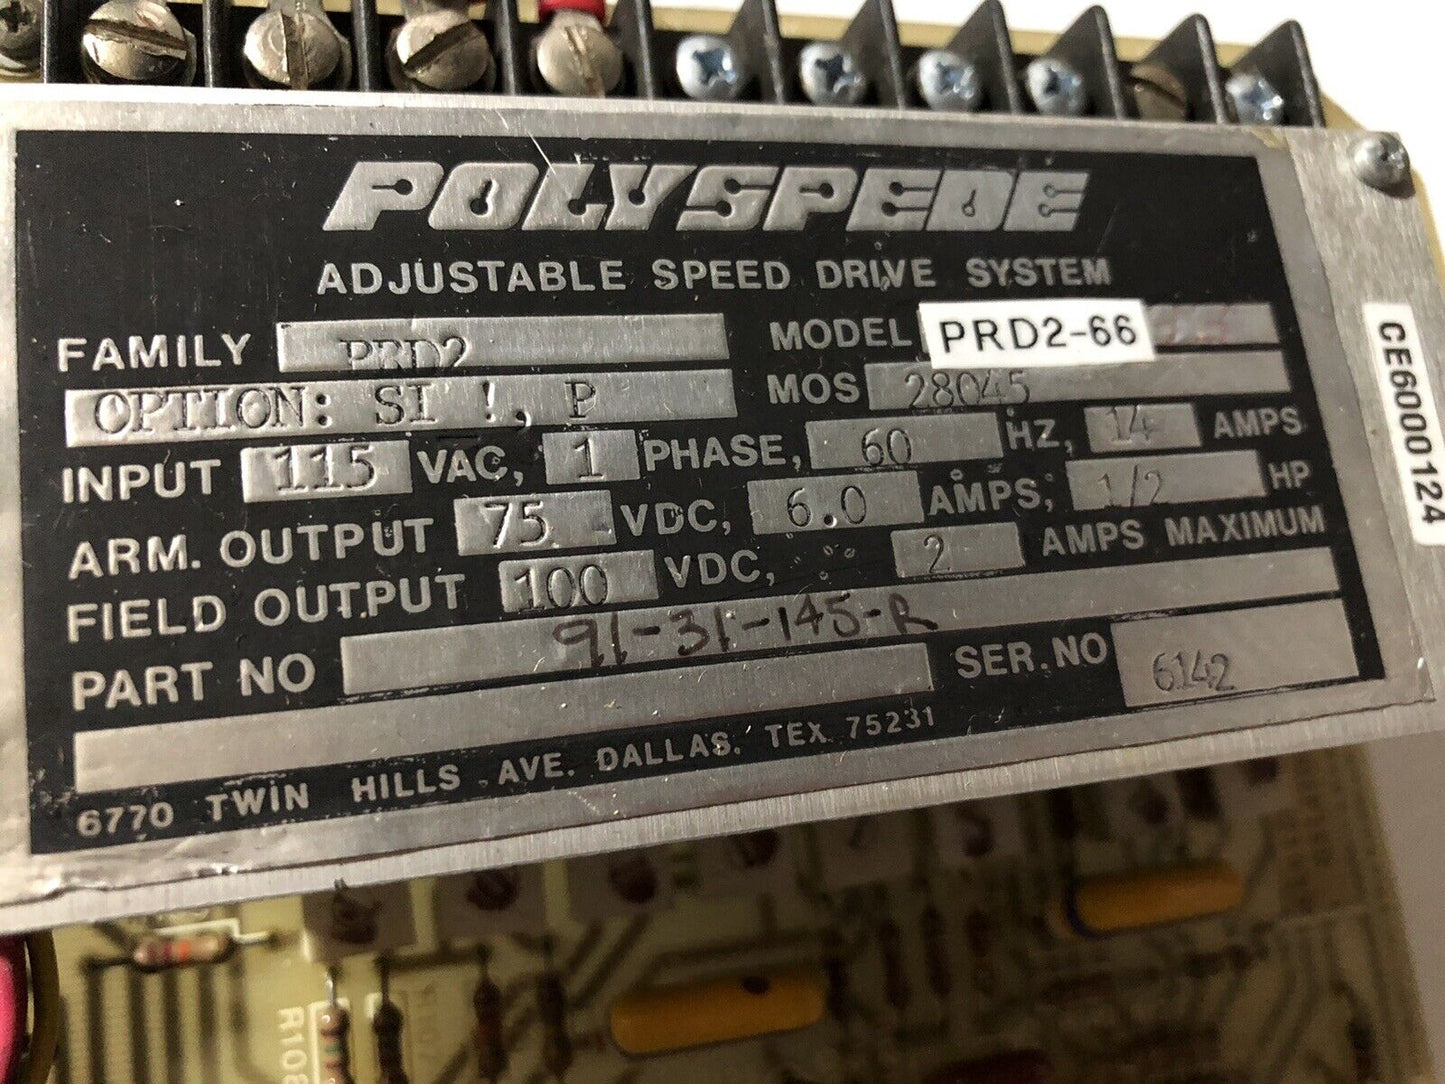 POLYSPEDE
ADJUSTABLE SPEED DRIVE SYSTEM
FAMILY PRD2 MODEL PRD2-66
OPTION: SI !, P MOS 28045
INPUT 115 VAC, 1 PHASE, 60 HZ, 14 AMPS
ARM. OUTPUT 75 VDC, 6.0 AMPS, 1/2 HP
FIELD OUTPUT 100 VDC, 2 AMPS MAXIMUM
PART NO 91-31-145-R
SER. NO 6142
6770 TWIN HILLS AVE. DALLAS, TEX. 75231
CE6000124
R108